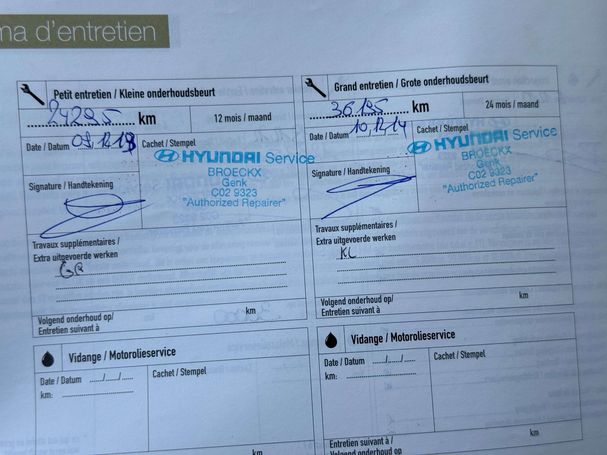 ma d'entretien
Petit entretien / Kleine onderhoudsbeurt
24295 km
12 mois / maand
Date / Datum
Cachet / Stempel
HYUNDAI Service
BROECKX
Genk
C02 9323
"Authorized Repairer"
Signature / Handtekening
Travaux supplémentaires /
Extra uitgevoerde werken
GR
Volgend onderhoud op/
Entretien suivant à
km
Grand entretien / Grote onderhoudsbeurt
36195 km
24 mois / maand
Date / Datum 10,12,14
Cachet / Stempel
HYUNDAI Service
BROECKX
Genk
C02 9323
"Authorized Repairer"
Signature / Handtekening
Travaux supplémentaires /
Extra uitgevoerde werken
KL
Volgend onderhoud op/
Entretien suivant à
km
Vidange / Motorolieservice
Date / Datum ...../...../.....
Cachet / Stempel
km:
km
Vidange / Motorolieservice
Date / Datum ...../...../.....
Cachet / Stempel
km:
Entretien suivant à /
Volgend onderhoud op
km